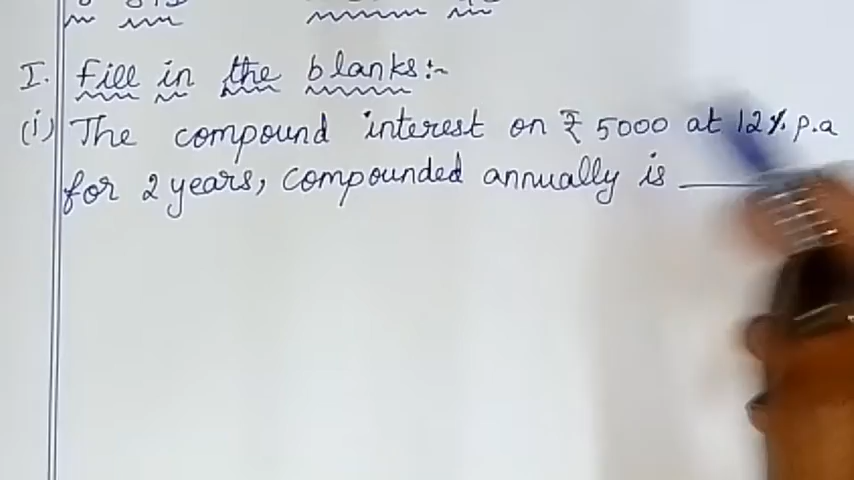 I. Fill in the blanks:-
(i) The compound interest on ₹ 5000 at 12% p.a
for 2 years, compounded annually is ____